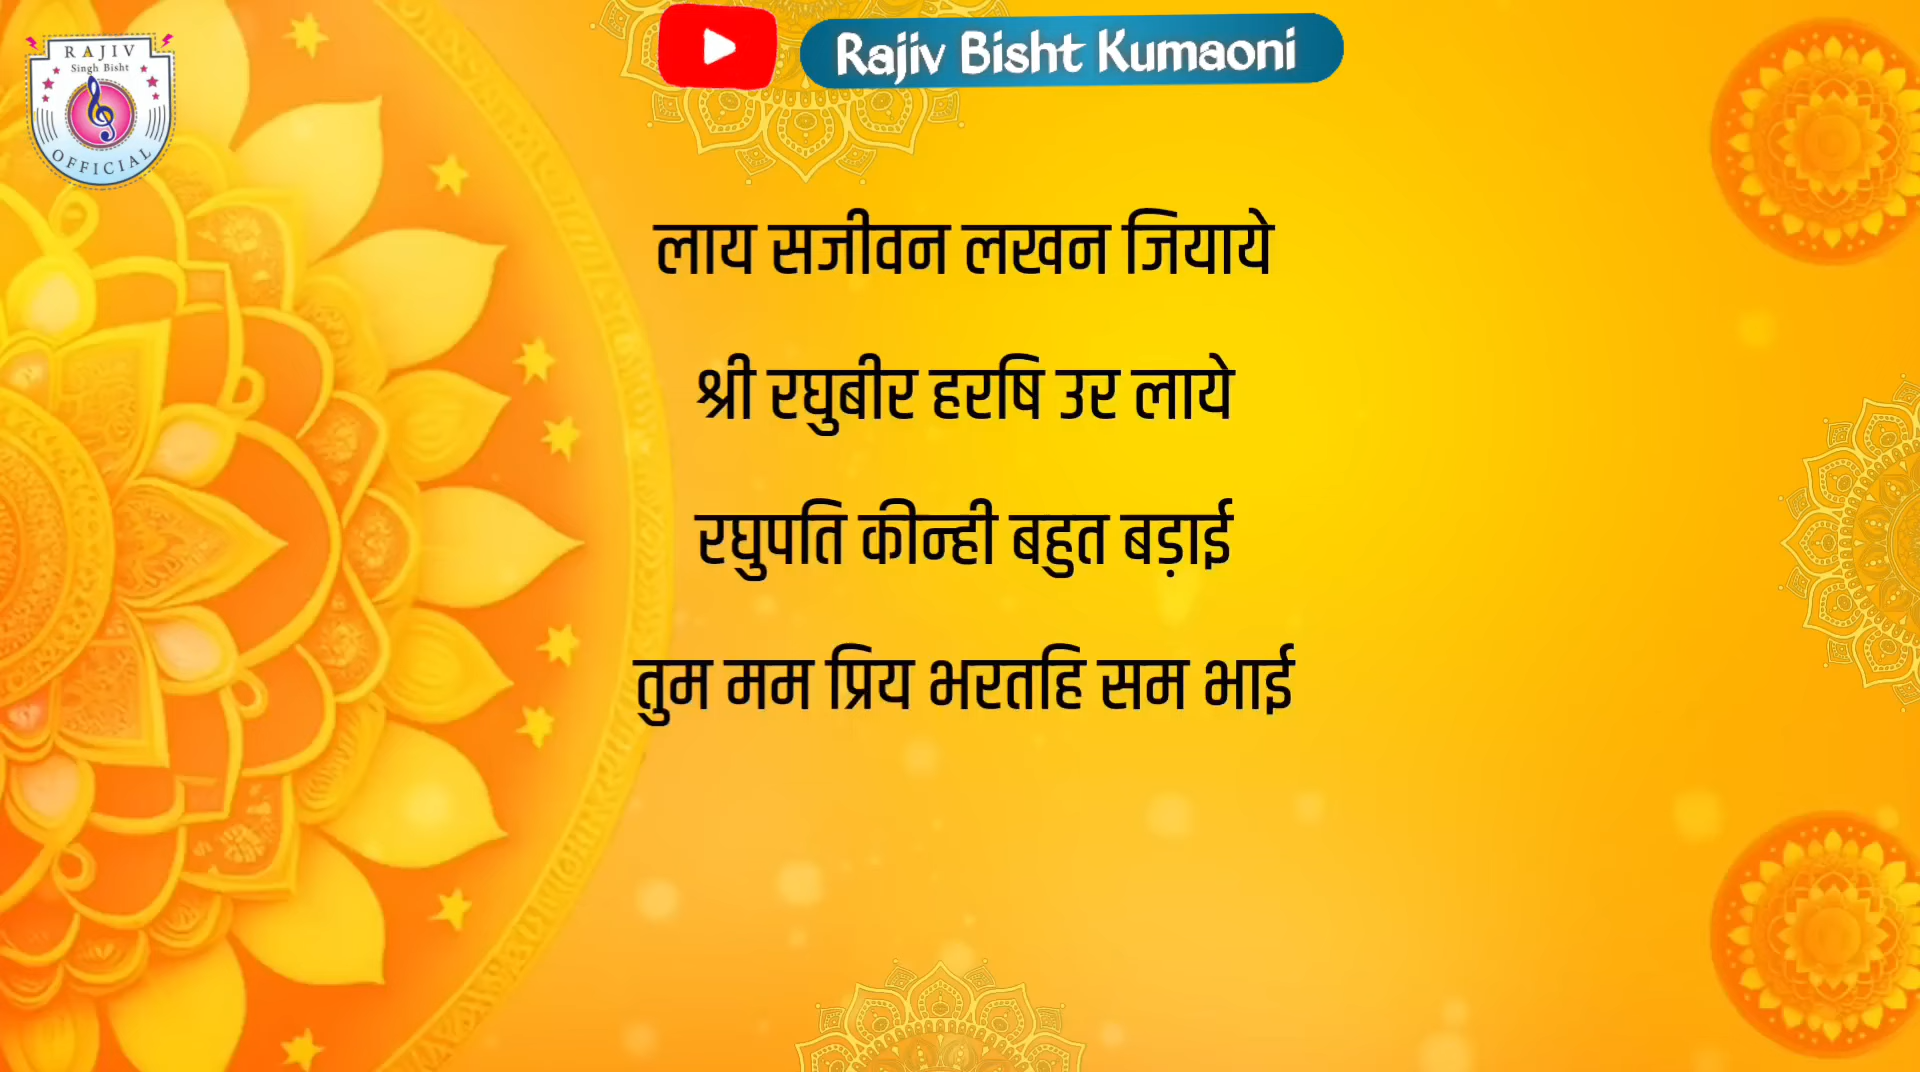 RAJIV
Singh Bisht
OFFICIAL
Rajiv Bisht Kumaoni
लाय सजीवन लखन जियाये
श्री रघुबीर हरषि उर लाये
रघुपति कीन्ही बहुत बड़ाई
तुम मम प्रिय भरतहि सम भाई